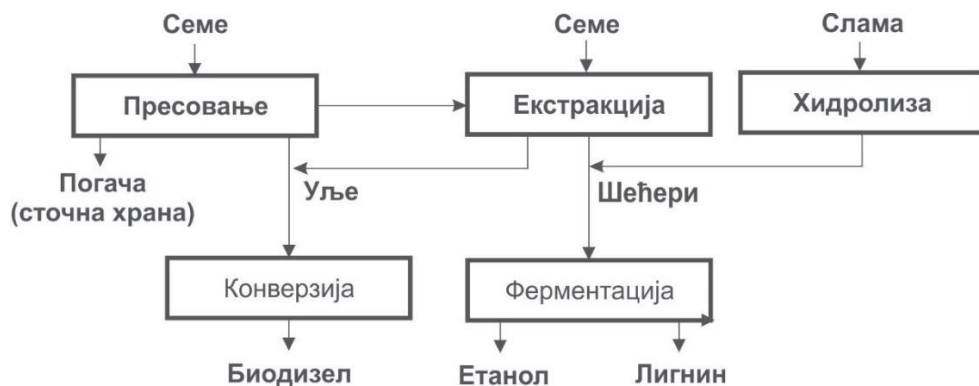 Семе
Семе
Слама
Пресовање
Екстракција
Хидролиза
Погача
(сточна храна)
Уље
Шећери
Конверзија
Ферментација
Биодизел
Етанол
Лигнин